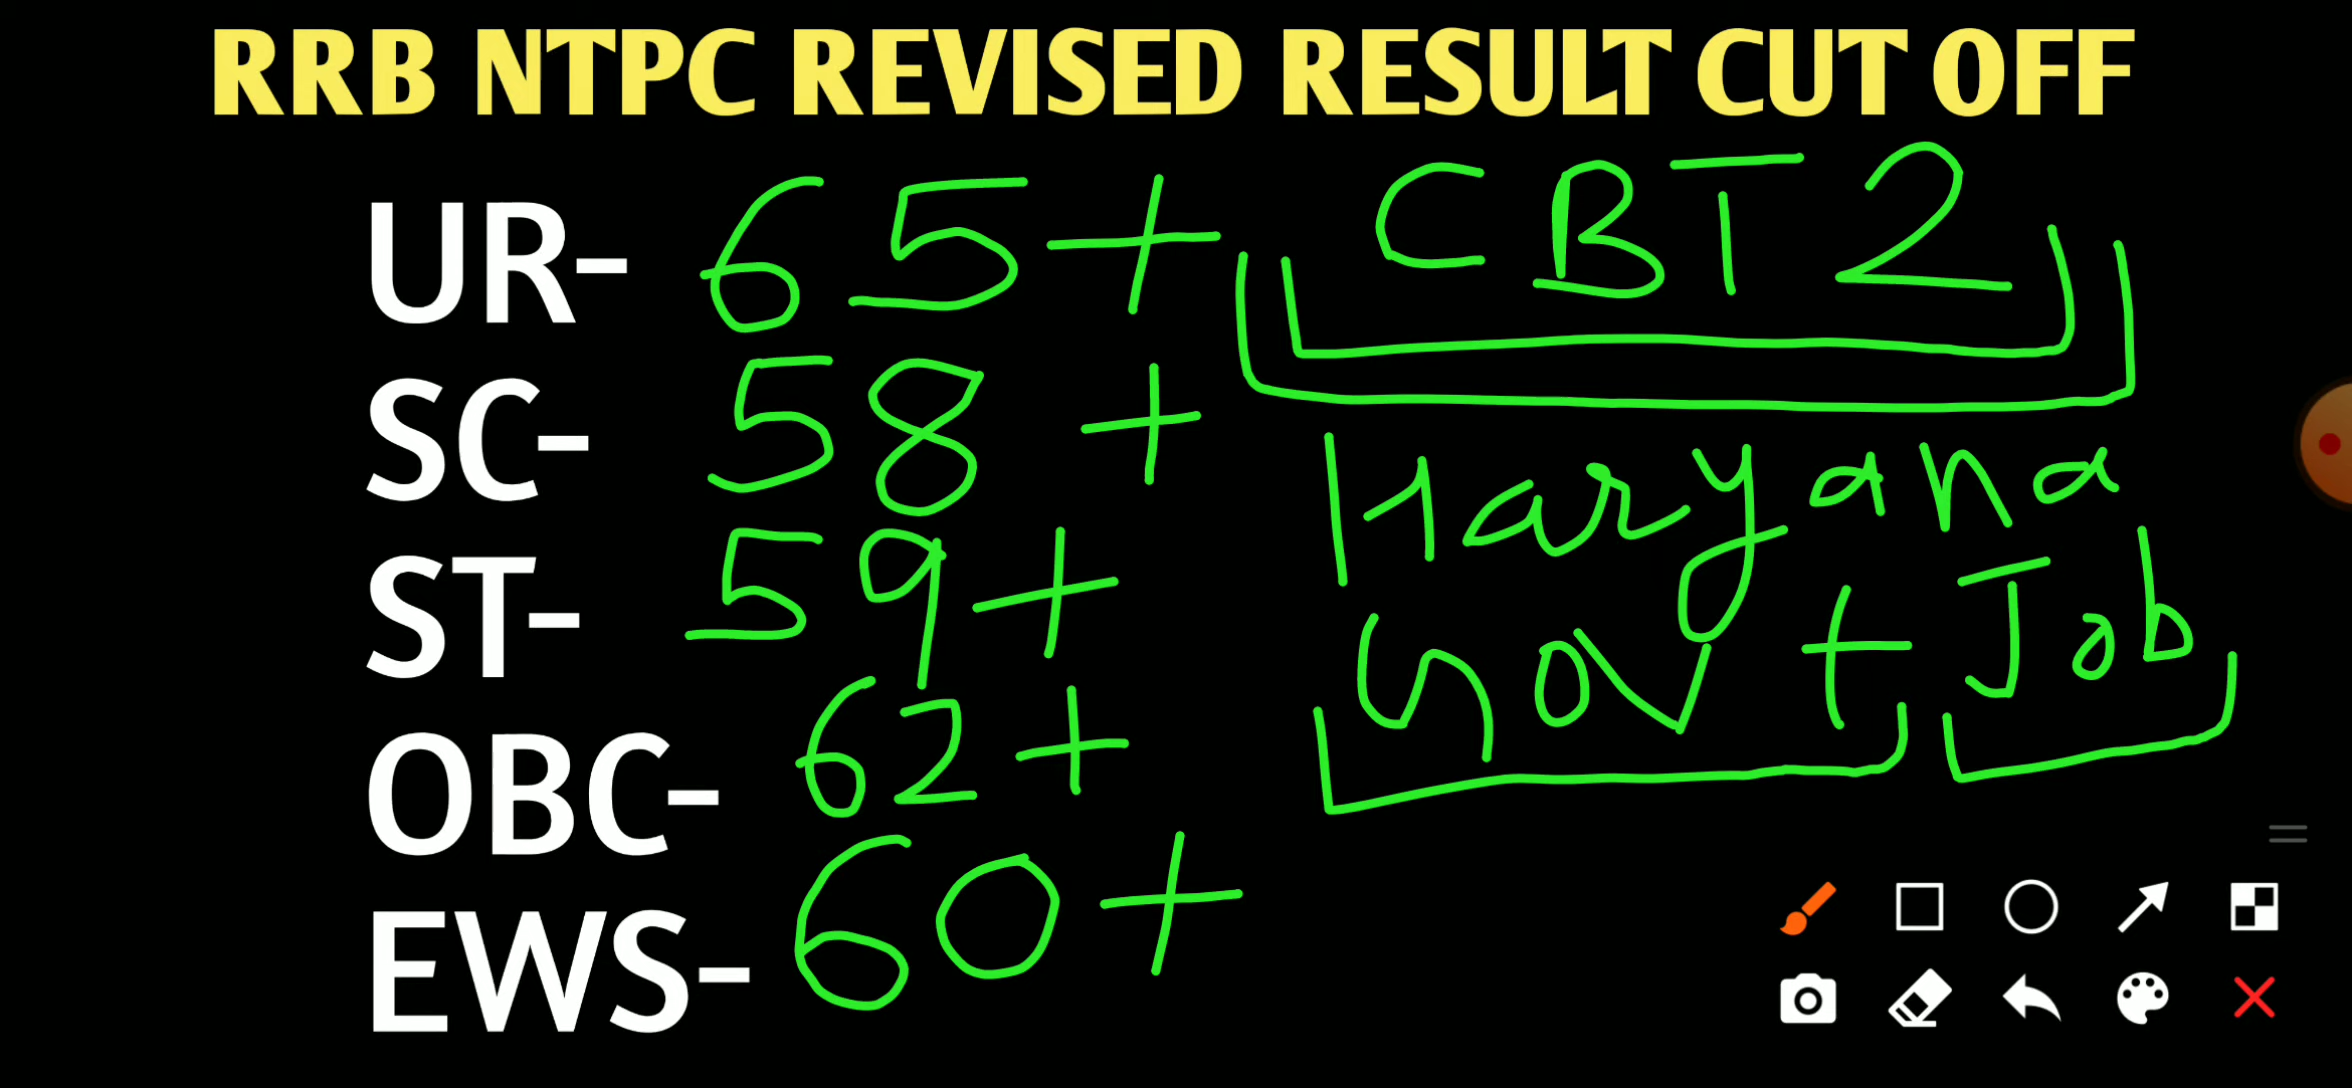 RRB NTPC REVISED RESULT CUT OFF
UR- 65+ CBT2
SC- 58+ Haryana
ST- 59+ Govt Job
OBC- 62+
EWS- 60+